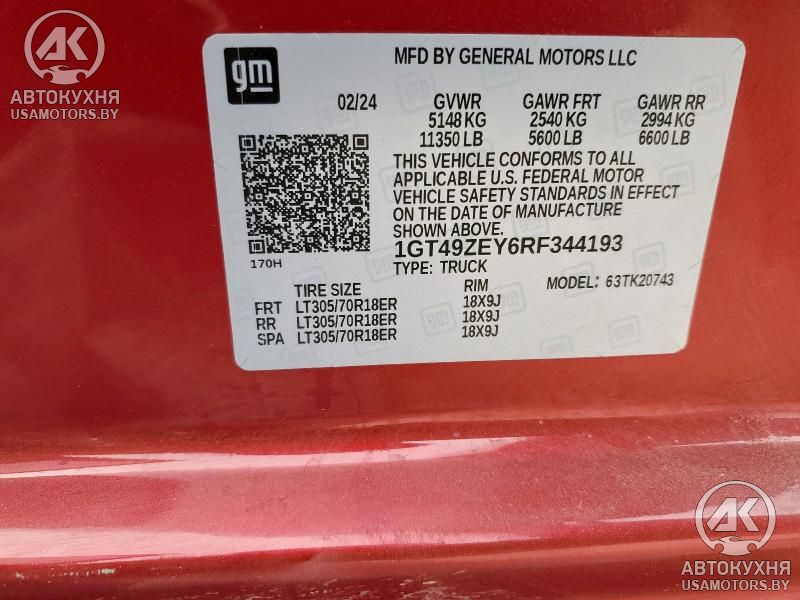 AK
АВТОКУХНЯ
USAMOTORS.BY
gm
MFD BY GENERAL MOTORS LLC
02/24 GVWR GAWR FRT GAWR RR
5148 KG 2540 KG 2994 KG
11350 LB 5600 LB 6600 LB
THIS VEHICLE CONFORMS TO ALL
APPLICABLE U.S. FEDERAL MOTOR
VEHICLE SAFETY STANDARDS IN EFFECT
ON THE DATE OF MANUFACTURE
SHOWN ABOVE.
170H
1GT49ZEY6RF344193
TYPE: TRUCK MODEL: 63TK20743
TIRE SIZE RIM
FRT LT305/70R18ER 18X9J
RR LT305/70R18ER 18X9J
SPA LT305/70R18ER 18X9J
AK
АВТОКУХНЯ
USAMOTORS.BY